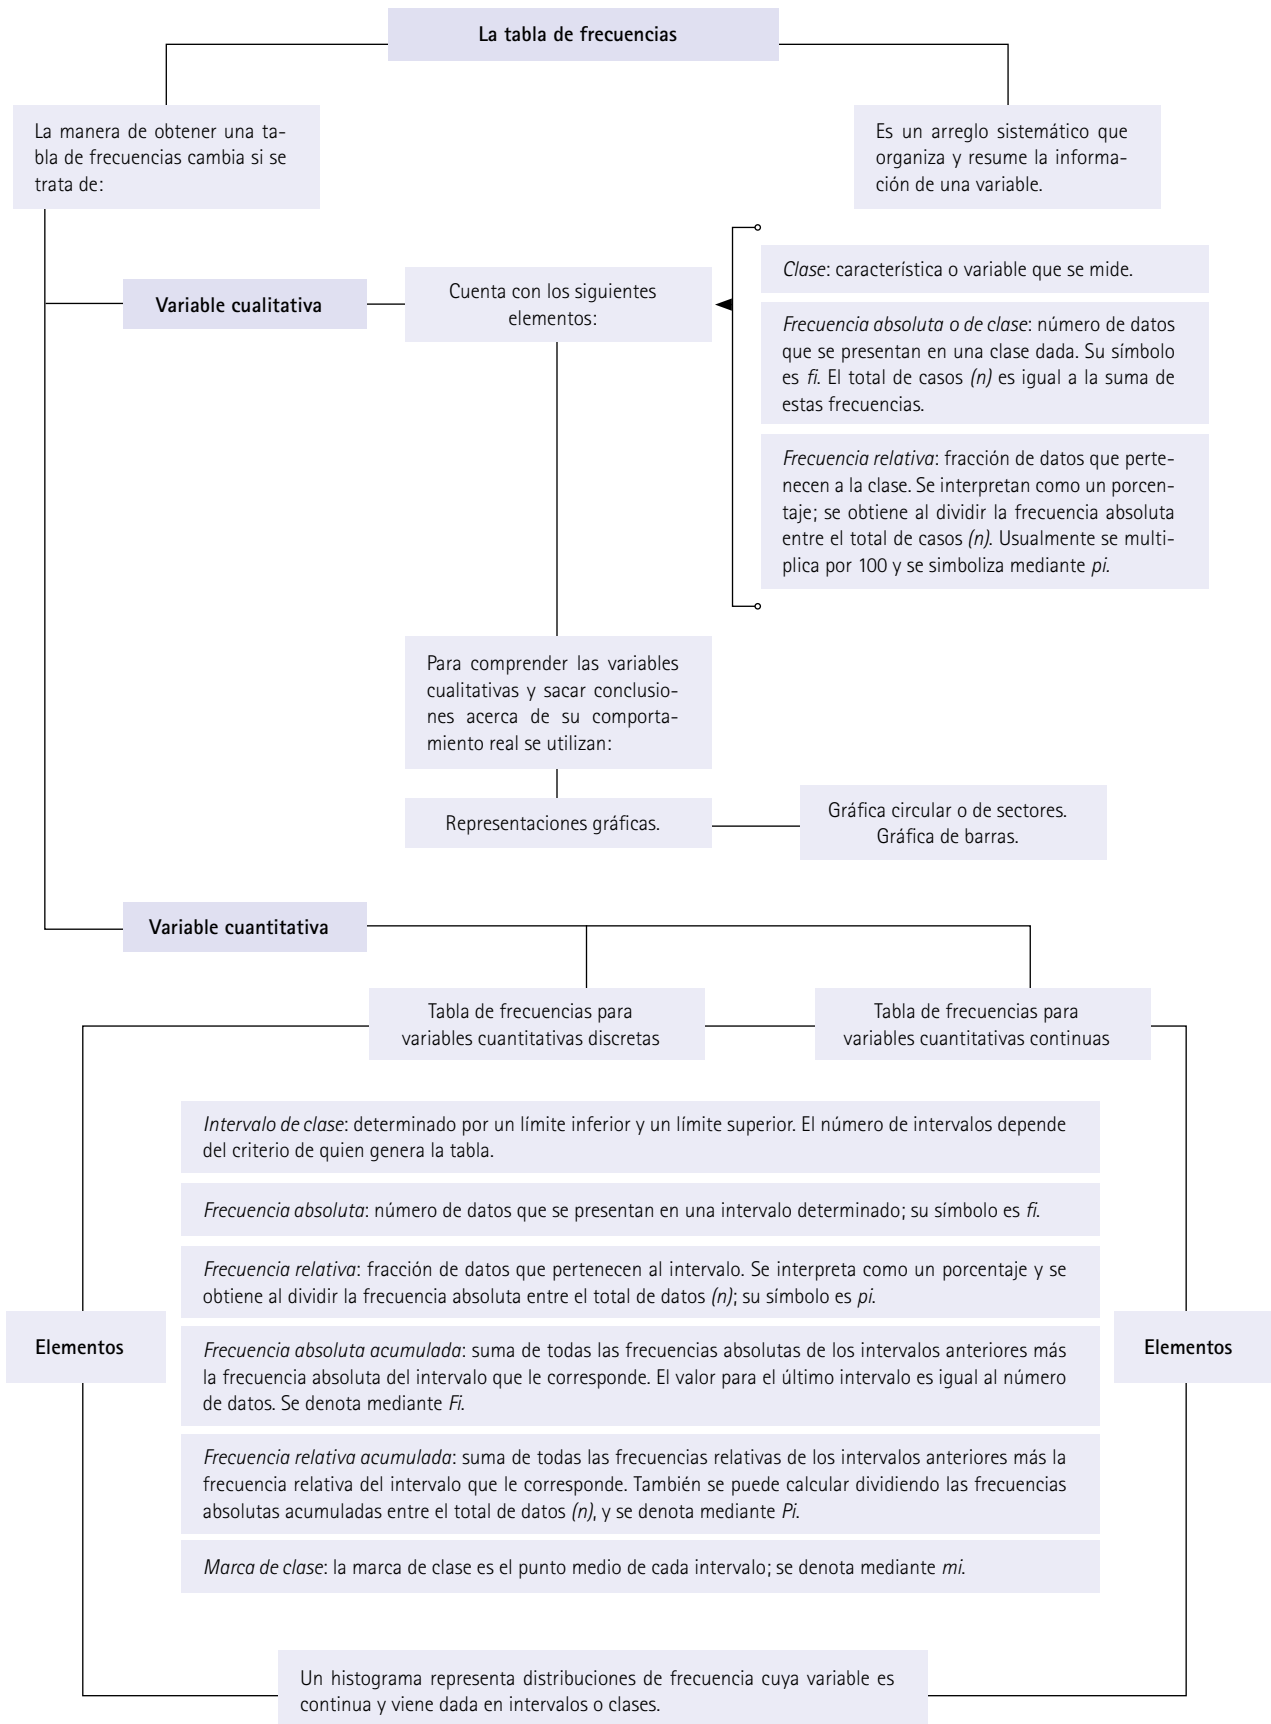 La tabla de frecuencias
La manera de obtener una ta-
bla de frecuencias cambia si se
trata de:
Es un arreglo sistemático que
organiza y resume la informa-
ción de una variable.
Variable cualitativa
Cuenta con los siguientes
elementos:
Clase: característica o variable que se mide.
Frecuencia absoluta o de clase: número de datos
que se presentan en una clase dada. Su símbolo
es fi. El total de casos (n) es igual a la suma de
estas frecuencias.
Frecuencia relativa: fracción de datos que perte-
necen a la clase. Se interpretan como un porcen-
taje; se obtiene al dividir la frecuencia absoluta
entre el total de casos (n). Usualmente se multi-
plica por 100 y se simboliza mediante pi.
Para comprender las variables
cualitativas y sacar conclusio-
nes acerca de su comporta-
miento real se utilizan:
Representaciones gráficas.
Gráfica circular o de sectores.
Gráfica de barras.
Variable cuantitativa
Tabla de frecuencias para
variables cuantitativas discretas
Tabla de frecuencias para
variables cuantitativas continuas
Elementos
Intervalo de clase: determinado por un límite inferior y un límite superior. El número de intervalos depende
del criterio de quien genera la tabla.
Frecuencia absoluta: número de datos que se presentan en una intervalo determinado; su símbolo es fi.
Frecuencia relativa: fracción de datos que pertenecen al intervalo. Se interpreta como un porcentaje y se
obtiene al dividir la frecuencia absoluta entre el total de datos (n); su símbolo es pi.
Frecuencia absoluta acumulada: suma de todas las frecuencias absolutas de los intervalos anteriores más
la frecuencia absoluta del intervalo que le corresponde. El valor para el último intervalo es igual al número
de datos. Se denota mediante Fi.
Frecuencia relativa acumulada: suma de todas las frecuencias relativas de los intervalos anteriores más la
frecuencia relativa del intervalo que le corresponde. También se puede calcular dividiendo las frecuencias
absolutas acumuladas entre el total de datos (n), y se denota mediante Pi.
Marca de clase: la marca de clase es el punto medio de cada intervalo; se denota mediante mi.
Elementos
Un histograma representa distribuciones de frecuencia cuya variable es
continua y viene dada en intervalos o clases.